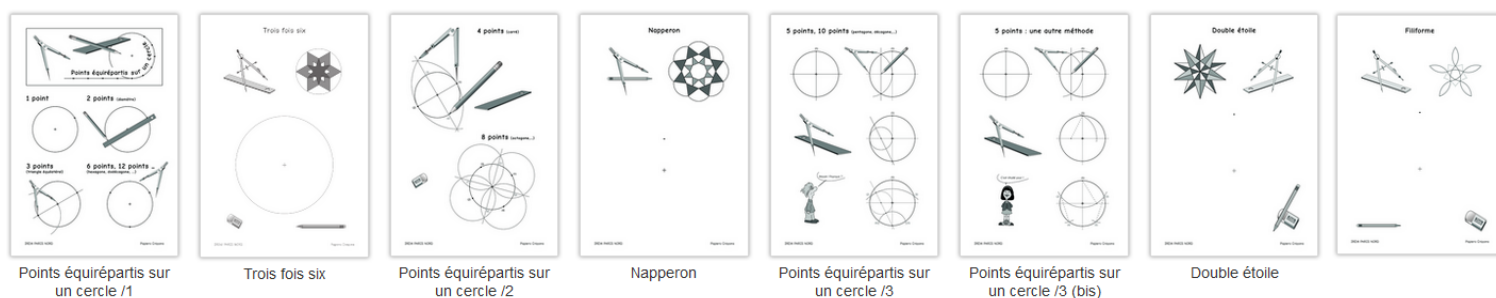 Points équirépartis sur un cercle
1 point
2 points (diamètre)
3 points
(triangle équilatéral)
6 points, 12 points
(hexagone, dodécagone, ...)
Points équirépartis sur
un cercle /1
Trois fois six
Trois fois six
4 points (carré)
8 points (octogone,...)
Points équirépartis sur
un cercle /2
Napperon
Napperon
5 points, 10 points (pentagone, décagone,...)
Points équirépartis sur
un cercle /3
5 points : une autre méthode
Points équirépartis sur
un cercle /3 (bis)
Double étoile
Double étoile
Filiforme